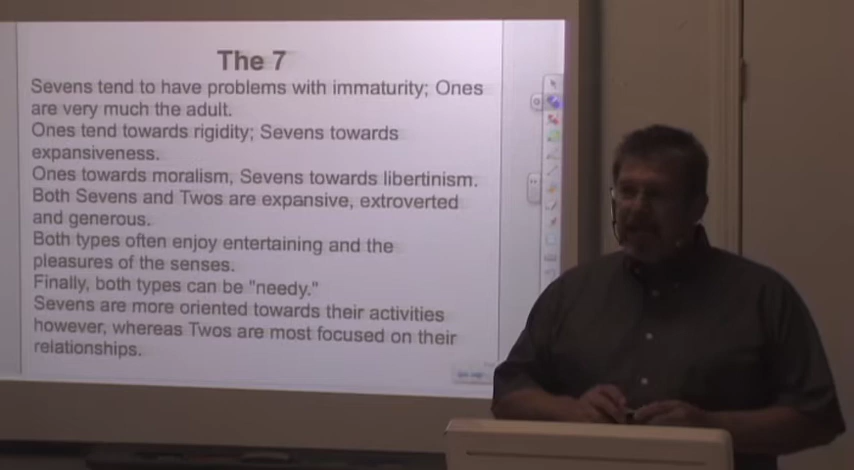 The 7
Sevens tend to have problems with immaturity; Ones
are very much the adult.
Ones tend towards rigidity; Sevens towards
expansiveness.
Ones towards moralism, Sevens towards libertinism.
Both Sevens and Twos are expansive, extroverted
and generous.
Both types often enjoy entertaining and the
pleasures of the senses.
Finally, both types can be "needy."
Sevens are more oriented towards their activities
however, whereas Twos are most focused on their
relationships.